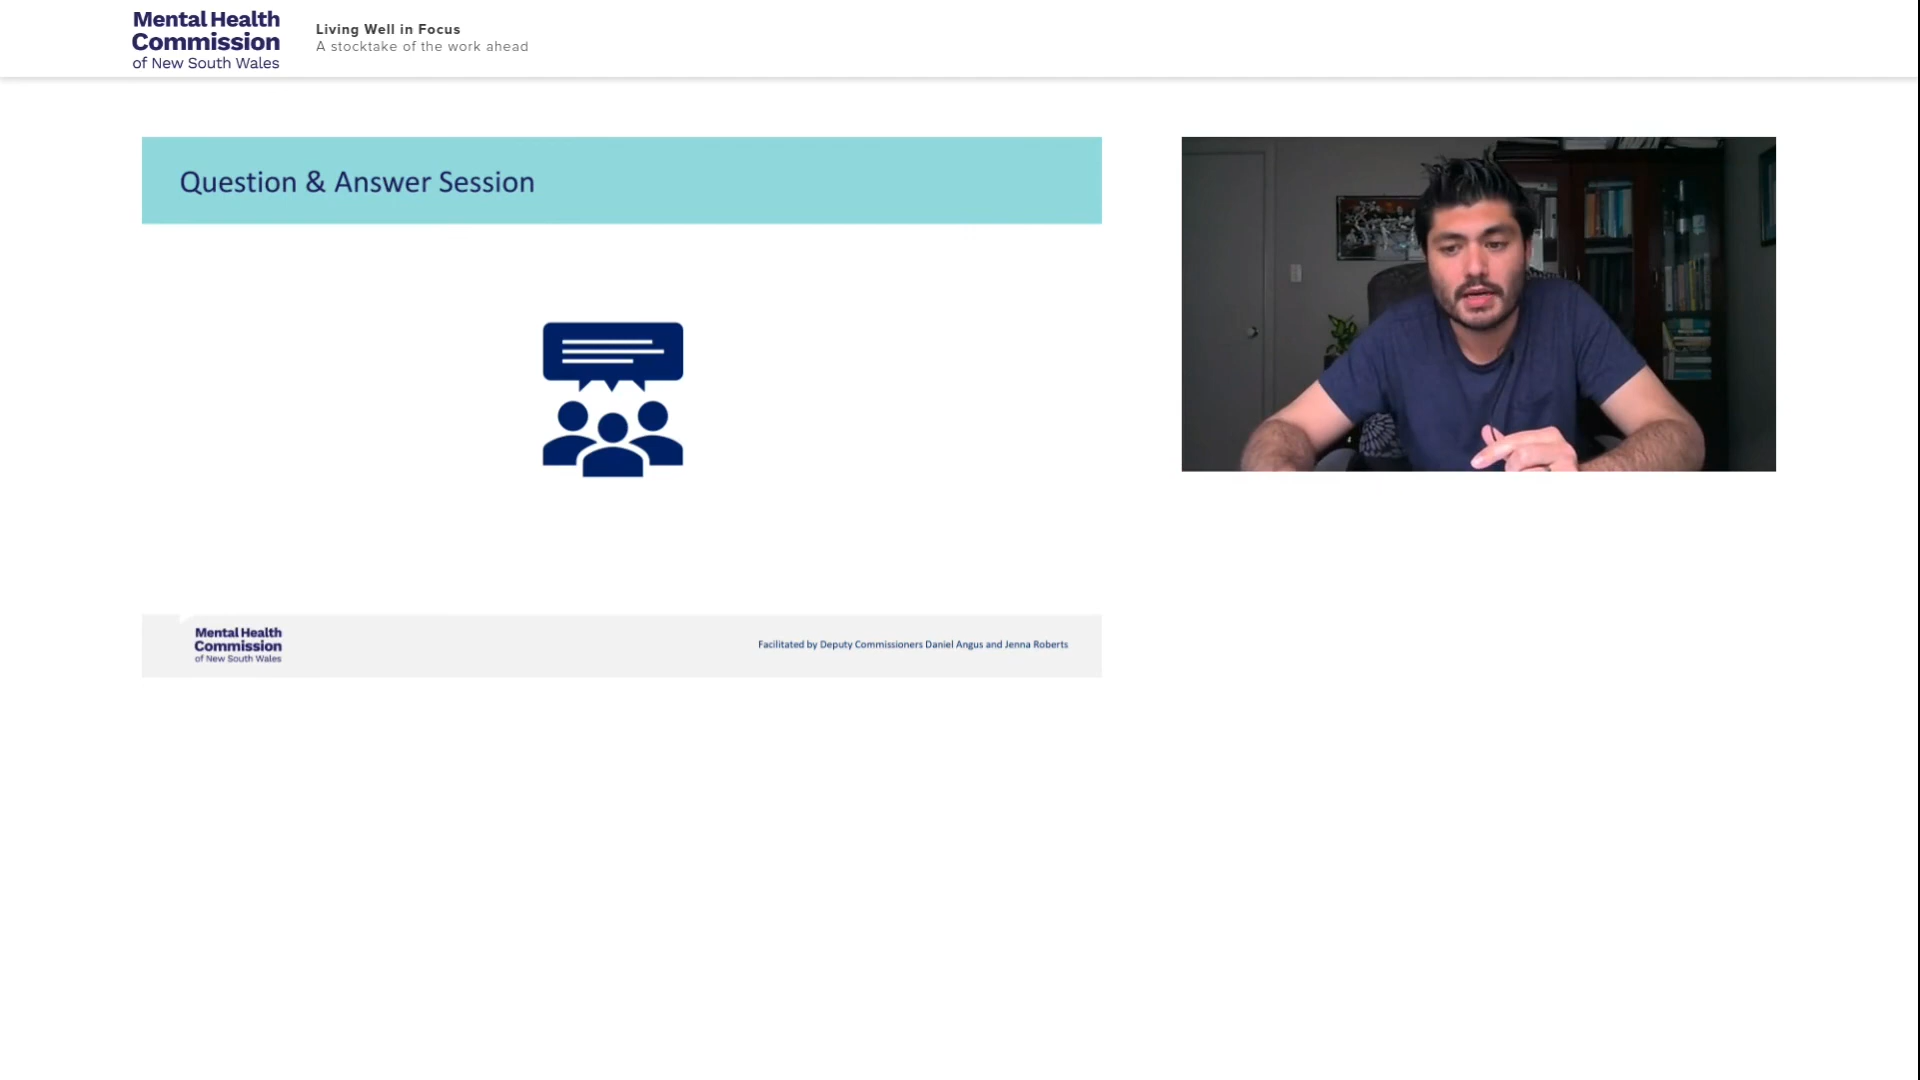 Mental Health
Commission
of New South Wales
Living Well in Focus
A stocktake of the work ahead
Question & Answer Session
Mental Health
Commission
of New South Wales
Facilitated by Deputy Commissioners Daniel Angus and Jenna Roberts